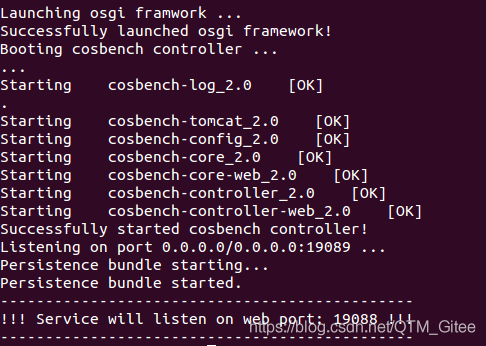 Launching osgi framwork ...
Successfully launched osgi framework!
Booting cosbench controller ...
...
Starting    cosbench-log_2.0    [OK]
.
Starting    cosbench-tomcat_2.0    [OK]
Starting    cosbench-config_2.0    [OK]
Starting    cosbench-core_2.0    [OK]
Starting    cosbench-core-web_2.0    [OK]
Starting    cosbench-controller_2.0    [OK]
Starting    cosbench-controller-web_2.0    [OK]
Successfully started cosbench controller!
Listening on port 0.0.0.0/0.0.0.0:19089 ...
Persistence bundle starting...
Persistence bundle started.
----------------------------------------------
!!! Service will listen on web port: 19088 !!!
----------------------------------------------
https://blog.csdn.net/QTM_Gitee